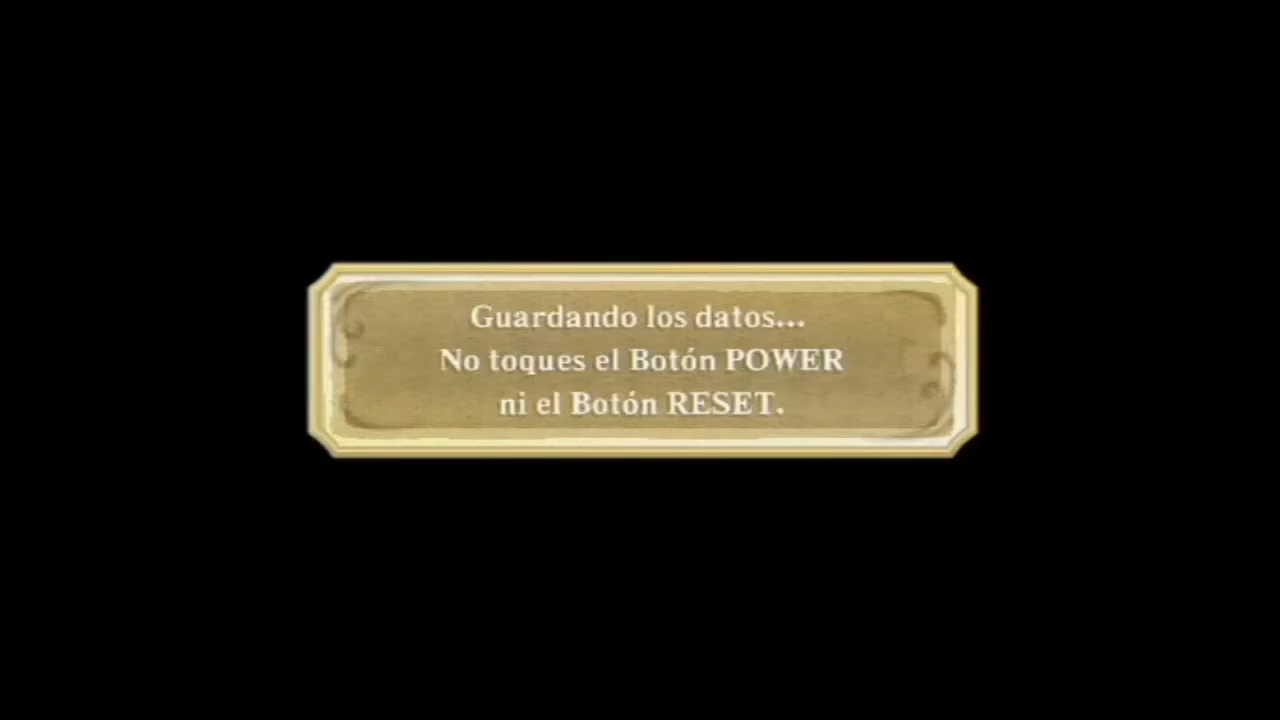 Guardando los datos...
No toques el Botón POWER
ni el Botón RESET.